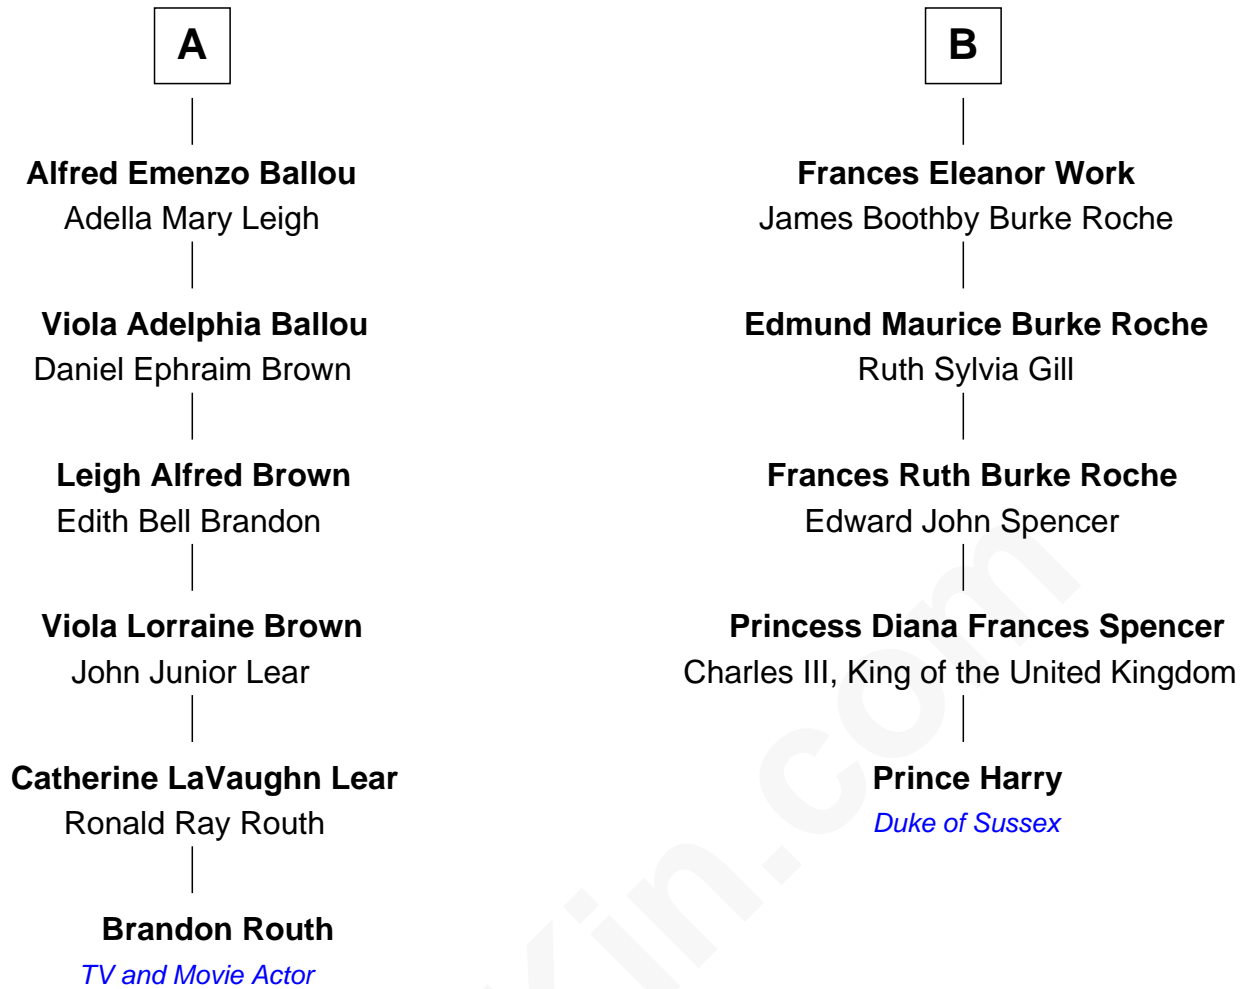 A
B
Alfred Emenzo Ballou
Adella Mary Leigh
Frances Eleanor Work
James Boothby Burke Roche
Viola Adelphia Ballou
Daniel Ephraim Brown
Edmund Maurice Burke Roche
Ruth Sylvia Gill
Leigh Alfred Brown
Edith Bell Brandon
Frances Ruth Burke Roche
Edward John Spencer
Viola Lorraine Brown
John Junior Lear
Princess Diana Frances Spencer
Charles III, King of the United Kingdom
Catherine LaVaughn Lear
Ronald Ray Routh
Prince Harry
Duke of Sussex
Brandon Routh
TV and Movie Actor
Kin.com